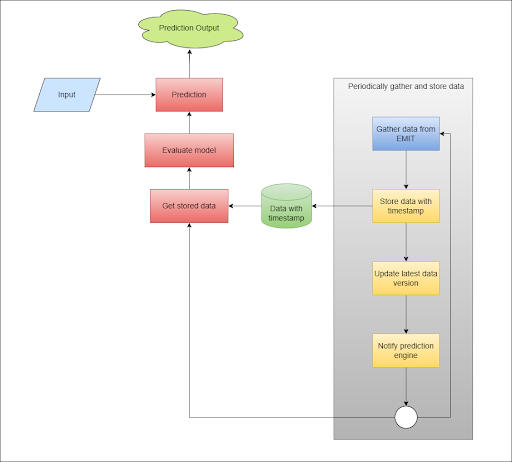 Prediction Output
Input
Prediction
Evaluate model
Get stored data
Data with
timestamp
Periodically gather and store data
Gather data from
EMIT
Store data with
timestamp
Update latest data
version
Notify prediction
engine